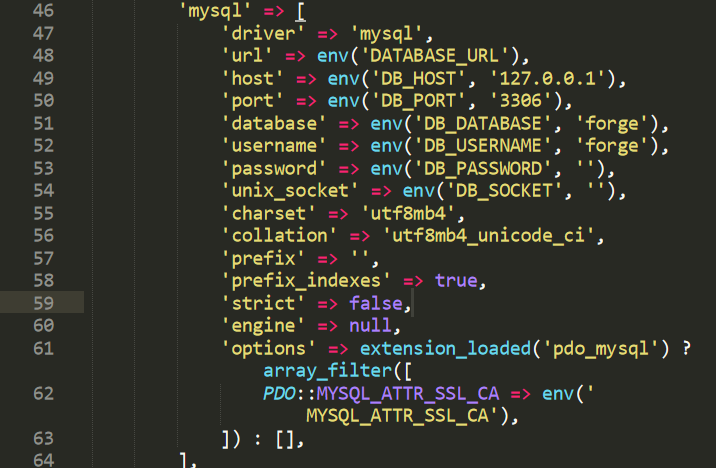 46 'mysql' => [
47 'driver' => 'mysql',
48 'url' => env('DATABASE_URL'),
49 'host' => env('DB_HOST', '127.0.0.1'),
50 'port' => env('DB_PORT', '3306'),
51 'database' => env('DB_DATABASE', 'forge'),
52 'username' => env('DB_USERNAME', 'forge'),
53 'password' => env('DB_PASSWORD', ''),
54 'unix_socket' => env('DB_SOCKET', ''),
55 'charset' => 'utf8mb4',
56 'collation' => 'utf8mb4_unicode_ci',
57 'prefix' => '',
58 'prefix_indexes' => true,
59 'strict' => false,
60 'engine' => null,
61 'options' => extension_loaded('pdo_mysql') ?
array_filter([
62 PDO::MYSQL_ATTR_SSL_CA => env('
MYSQL_ATTR_SSL_CA'),
63 ]) : [],
64 ],